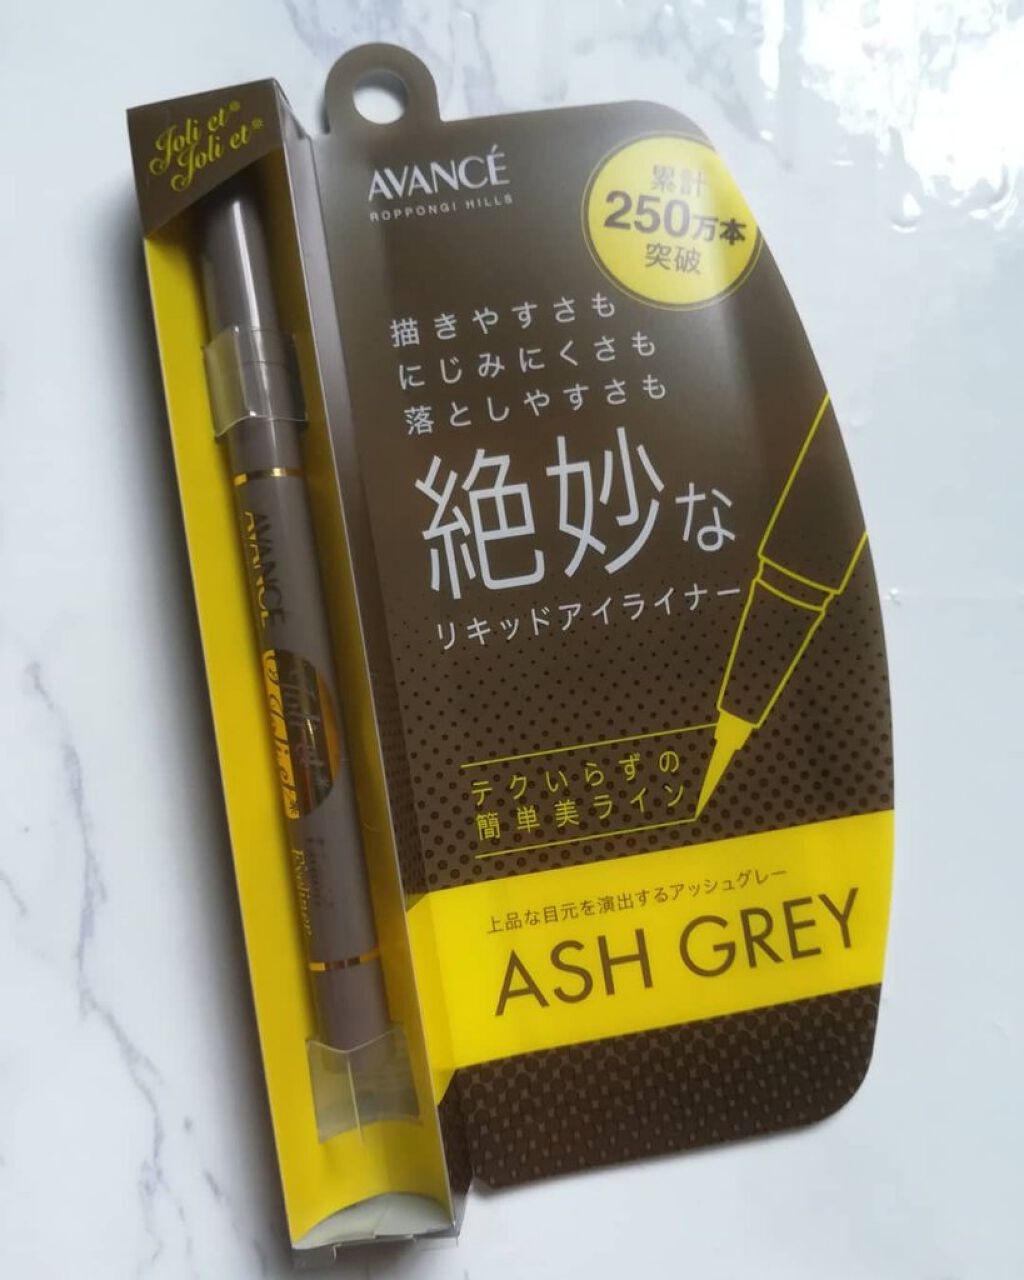 Joli et
Joli et
AVANCÉ
ROPPONGI HILLS
累計
250万本
突破
描きやすさも
にじみにくさも
落としやすさも
絶妙な
リキッドアイライナー
テクいらずの
簡単美ライン
上品な目元を演出するアッシュグレー
ASH GREY
AVANCE
Liquid
Eyeliner